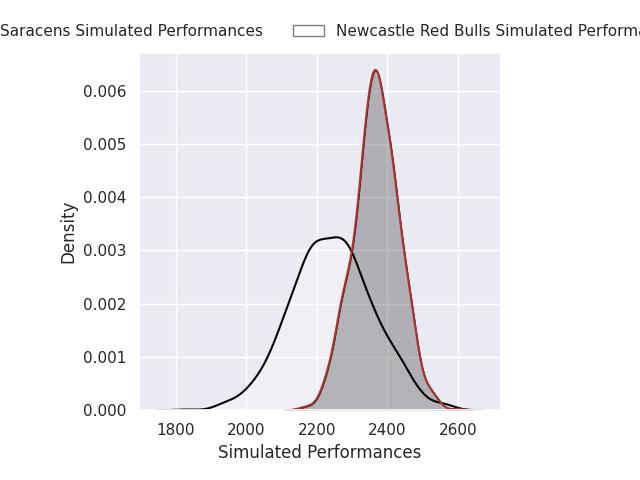 Saracens Simulated Performances
Newcastle Red Bulls Simulated Performa
0.006
0.005
0.004
0.003
0.002
0.001
0.000
Density
1800 2000 2200 2400 2600
Simulated Performances